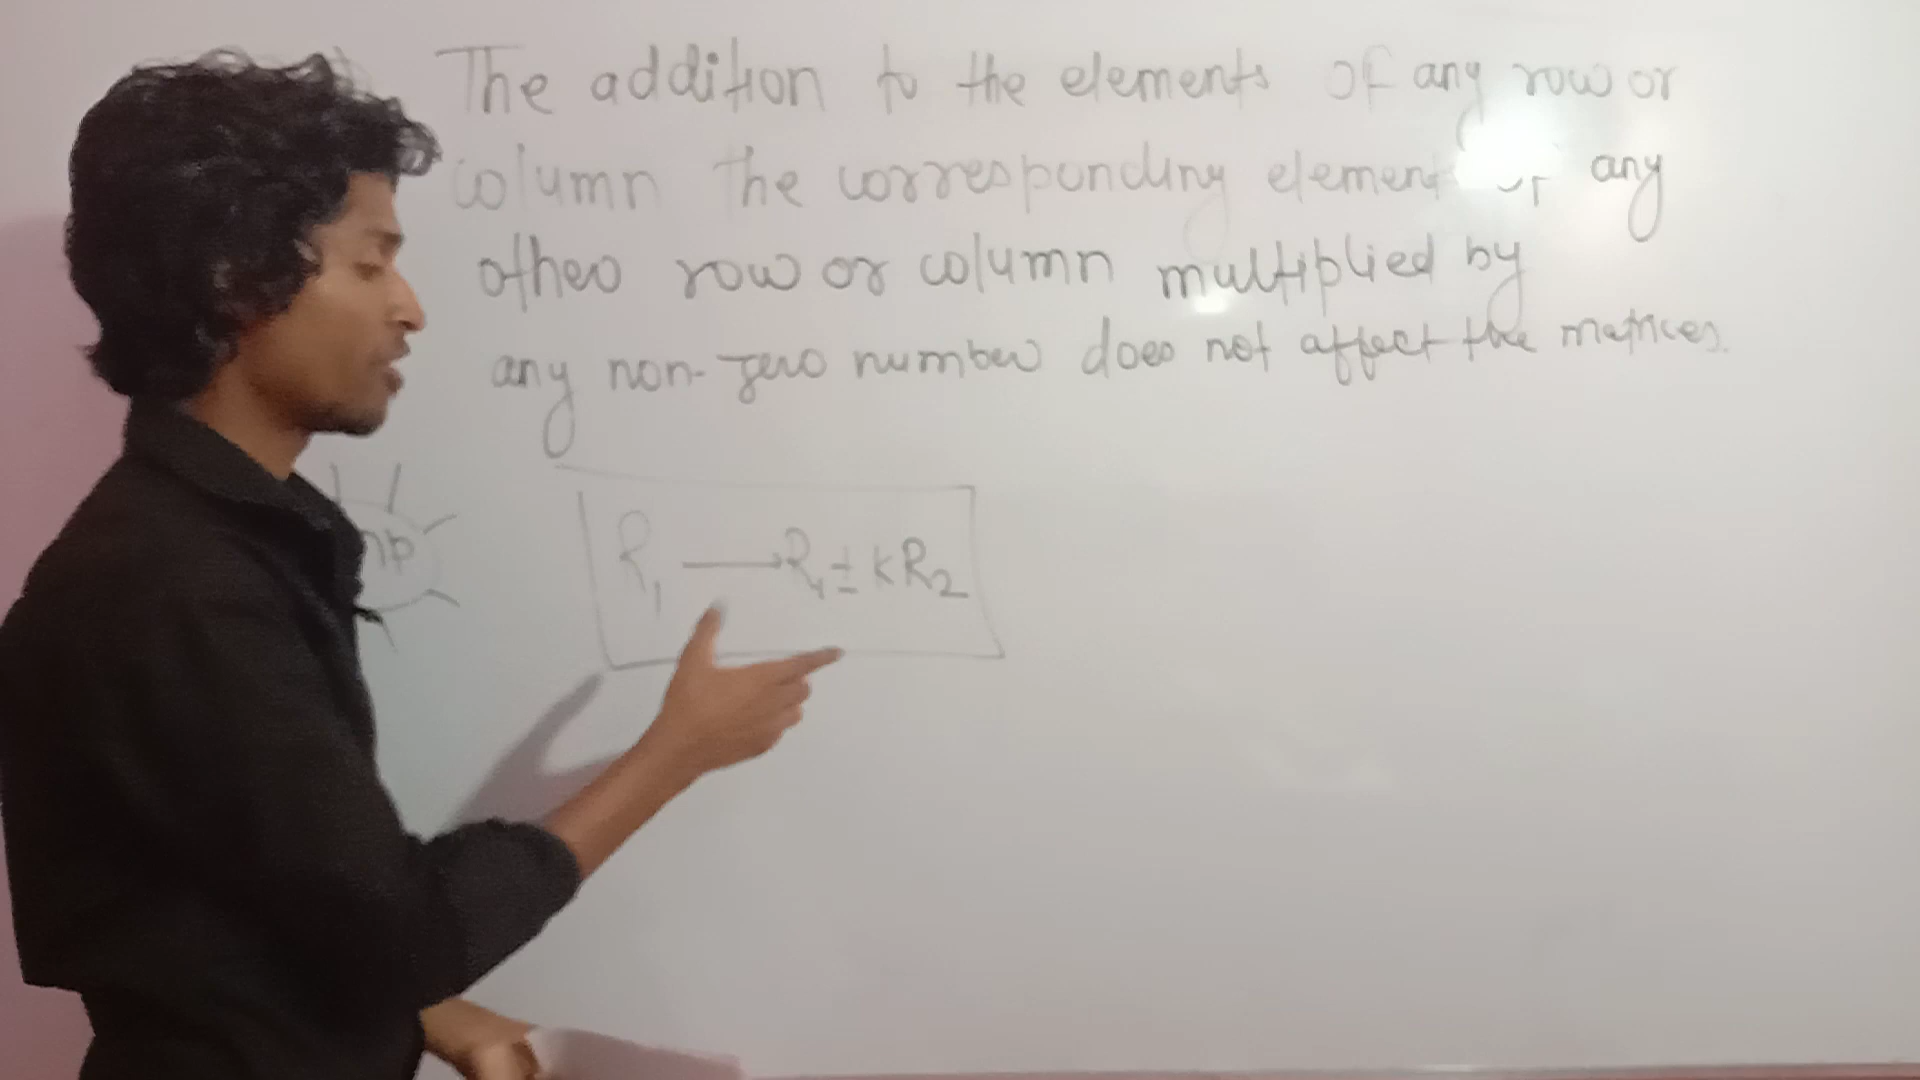 The addition to the elements of any row or
column the corresponding element of any
other row or column multiplied by
any non-zero number does not affect the matrices.
R₁ → R₁ ± kR₂